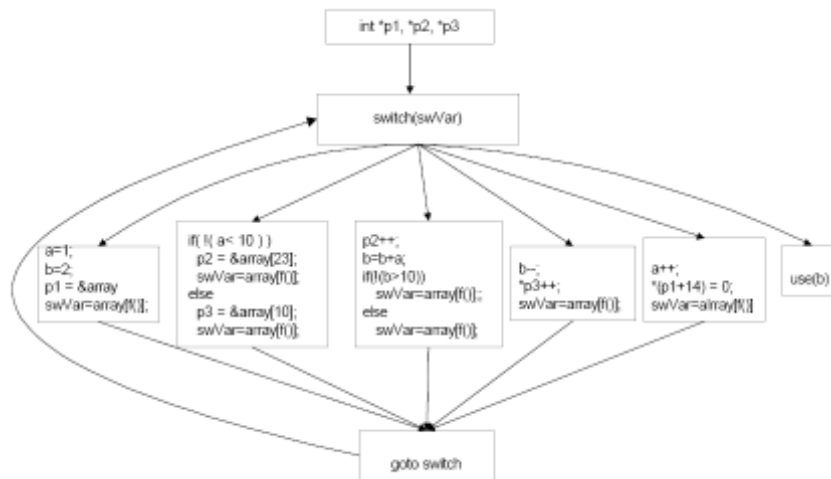 int *p1, *p2, *p3
switch(swVar)
a=1;
b=2;
p1 = &array
swVar=array[f()];
if( !( a< 10 ) )
p2 = &array[23];
swVar=array[f()];
else
p3 = &array[10];
swVar=array[f()];
p2++;
b=b+a;
if(!(b>10))
swVar=array[f()];;
else
swVar=array[f()];
b--;
*p3++;
swVar=array[f()];
a++;
*(p1+14) = 0;
swVar=alrray[f()]
use(b)
goto switch